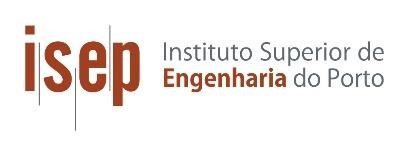 isep
Instituto Superior de
Engenharia do Porto